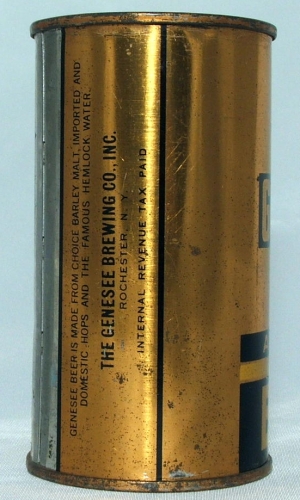 GENESEE BEER IS MADE FROM CHOICE BARLEY MALT, IMPORTED AND
DOMESTIC HOPS AND THE FAMOUS HEMLOCK WATER.
THE GENESEE BREWING CO., INC.
ROCHESTER, N. Y.
INTERNAL REVENUE TAX PAID